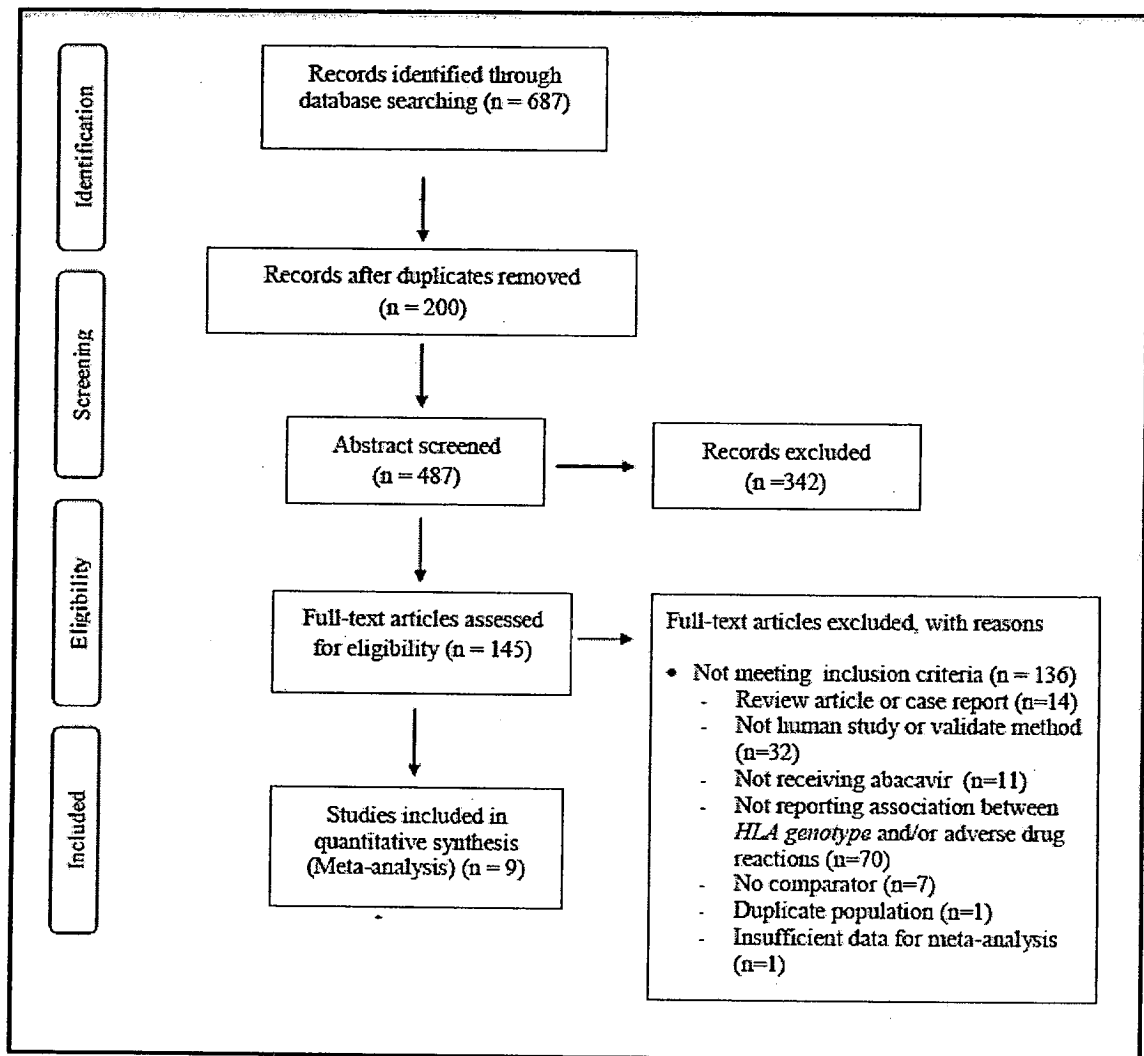 Identification
Records identified through
database searching (n = 687)
Records after duplicates removed
(n = 200)
Screening
Abstract screened
(n = 487)
Records excluded
(n =342)
Eligibility
Full-text articles assessed
for eligibility (n = 145)
Full-text articles excluded, with reasons
• Not meeting inclusion criteria (n = 136)
- Review article or case report (n=14)
- Not human study or validate method
(n=32)
- Not receiving abacavir (n=11)
- Not reporting association between
HLA genotype and/or adverse drug
reactions (n=70)
- No comparator (n=7)
- Duplicate population (n=1)
- Insufficient data for meta-analysis
(n=1)
Included
Studies included in
quantitative synthesis
(Meta-analysis) (n = 9)